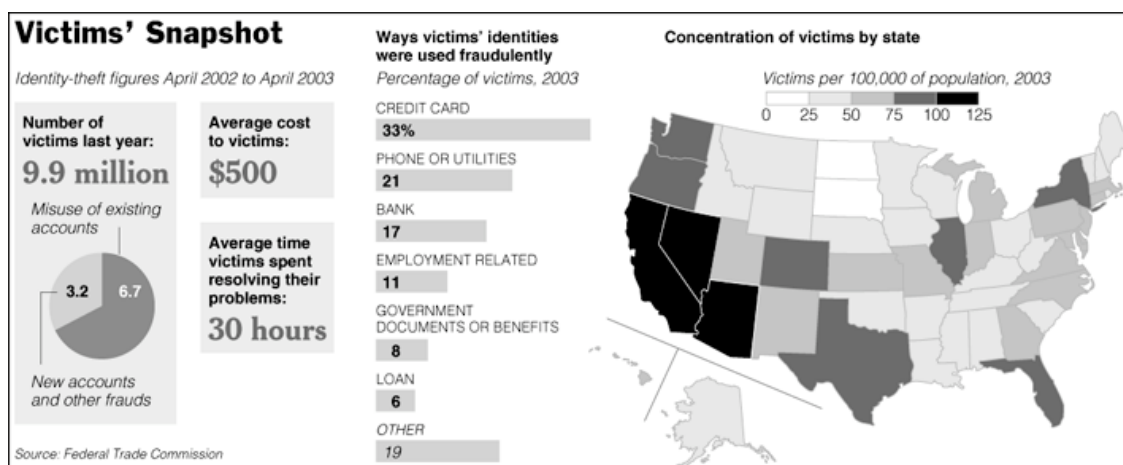 Victims' Snapshot
Identity-theft figures April 2002 to April 2003
Number of
victims last year:
9.9 million
Misuse of existing
accounts
3.2
6.7
New accounts
and other frauds
Average cost
to victims:
$500
Average time
victims spent
resolving their
problems:
30 hours
Source: Federal Trade Commission
Ways victims' identities
were used fraudulently
Percentage of victims, 2003
CREDIT CARD
33%
PHONE OR UTILITIES
21
BANK
17
EMPLOYMENT RELATED
11
GOVERNMENT
DOCUMENTS OR BENEFITS
8
LOAN
6
OTHER
19
Concentration of victims by state
Victims per 100,000 of population, 2003
0 25 50 75 100 125